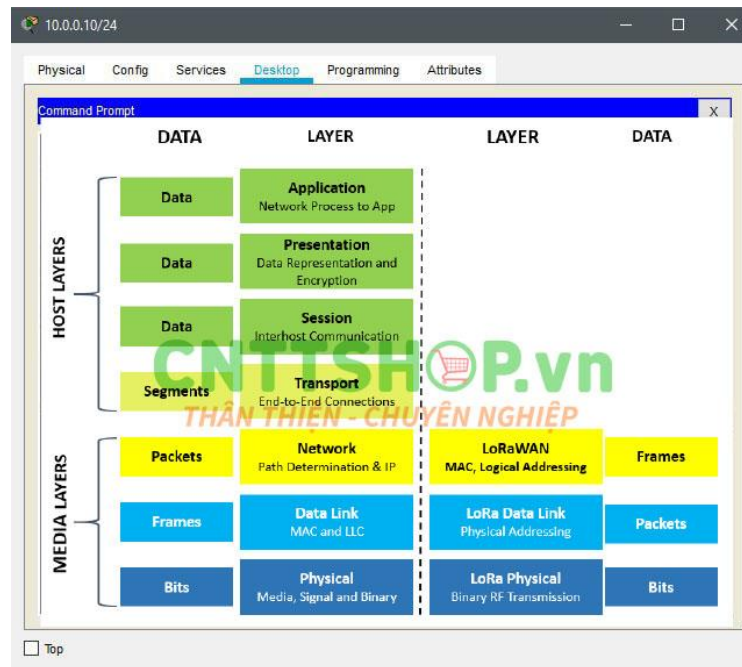 10.0.0.10/24
Physical Config Services Desktop Programming Attributes
Command Prompt X
DATA LAYER LAYER DATA
HOST LAYERS
Data
Application
Network Process to App
Data
Presentation
Data Representation and
Encryption
Data
Session
Interhost Communication
CNTTSHOP.vn
Segments
Transport
End-to-End Connections
THÂN THIỆN - CHUYÊN NGHIỆP
MEDIA LAYERS
Packets
Network
Path Determination & IP
LoRaWAN
MAC, Logical Addressing
Frames
Frames
Data Link
MAC and LLC
LoRa Data Link
Physical Addressing
Packets
Bits
Physical
Media, Signal and Binary
LoRa Physical
Binary RF Transmission
Bits
Top